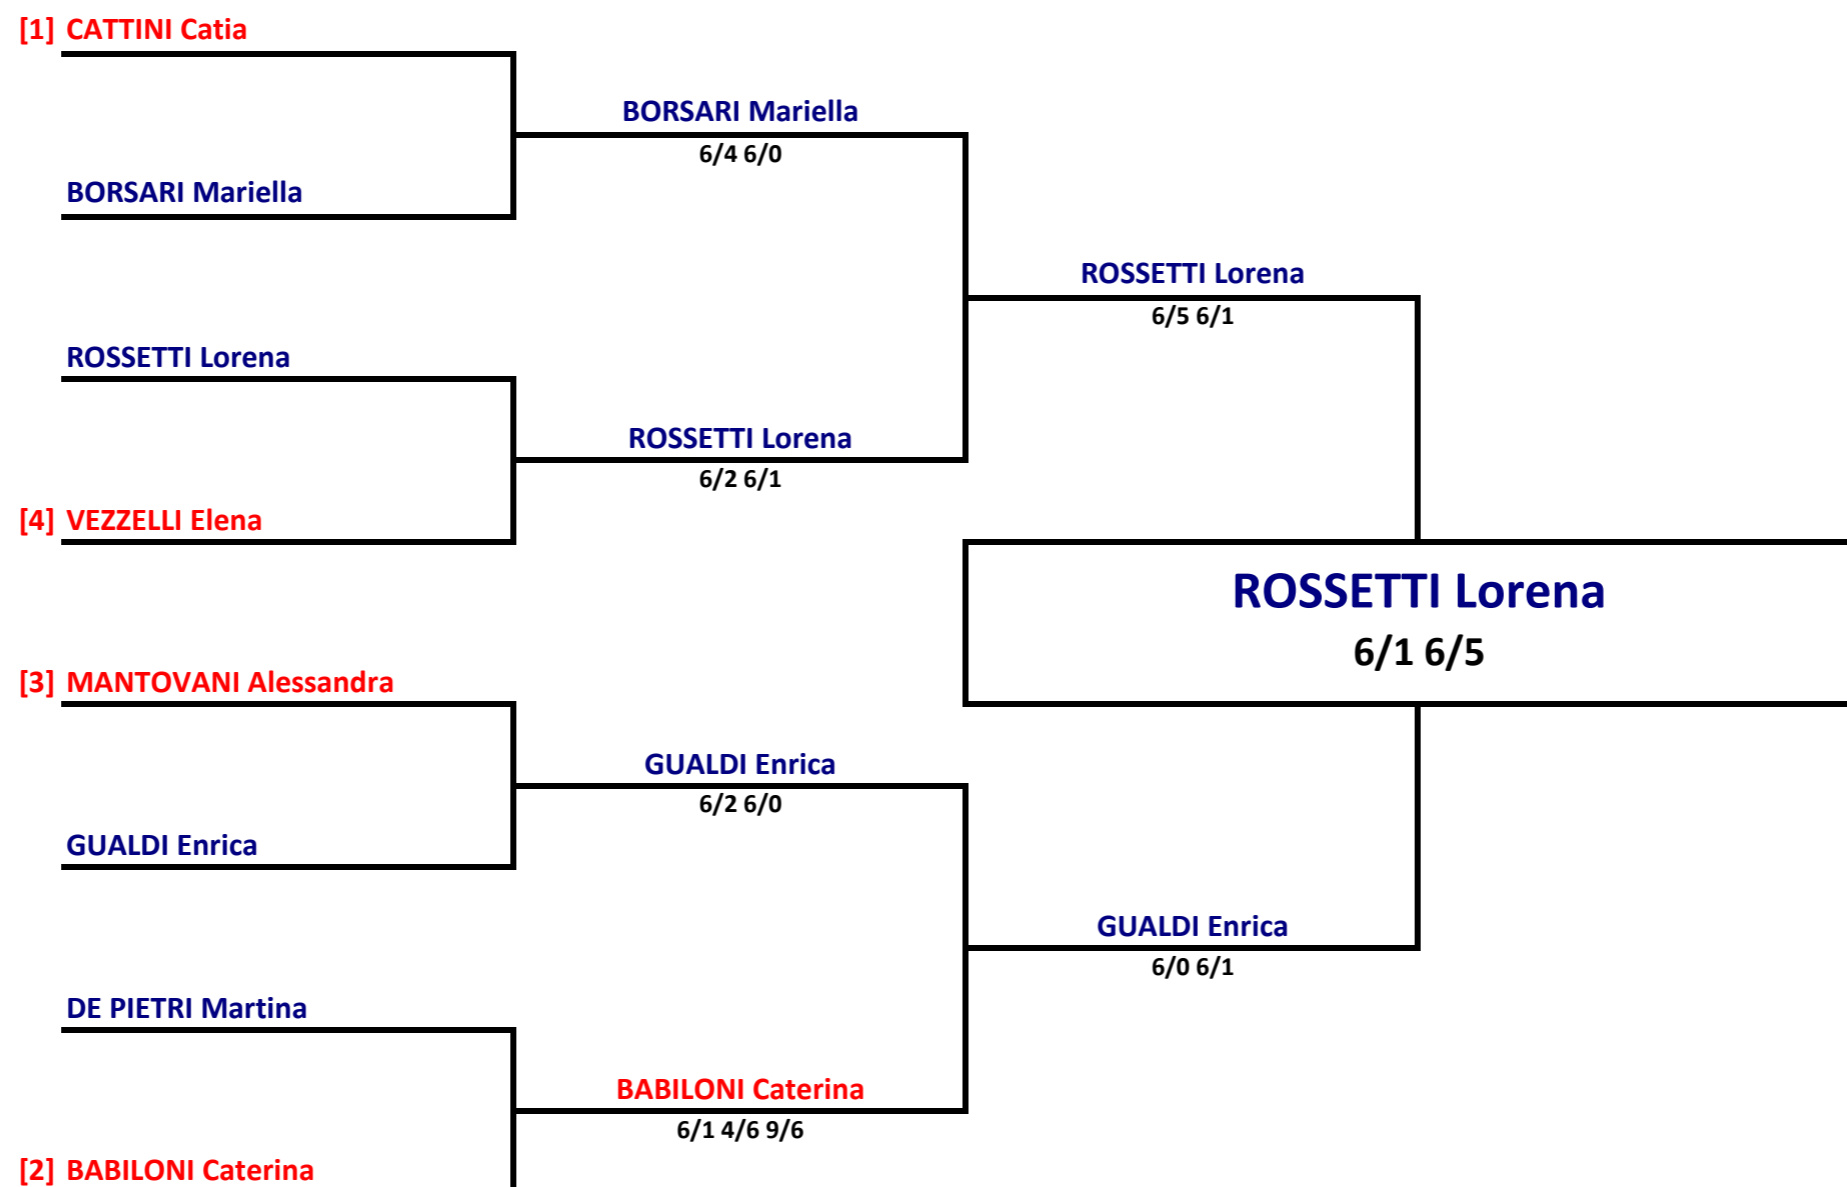 [1] CATTINI Catia
BORSARI Mariella
6/4 6/0
BORSARI Mariella
ROSSETTI Lorena
6/5 6/1
ROSSETTI Lorena
ROSSETTI Lorena
6/2 6/1
[4] VEZZELLI Elena
ROSSETTI Lorena
6/1 6/5
[3] MANTOVANI Alessandra
GUALDI Enrica
6/2 6/0
GUALDI Enrica
GUALDI Enrica
6/0 6/1
DE PIETRI Martina
BABILONI Caterina
6/1 4/6 9/6
[2] BABILONI Caterina